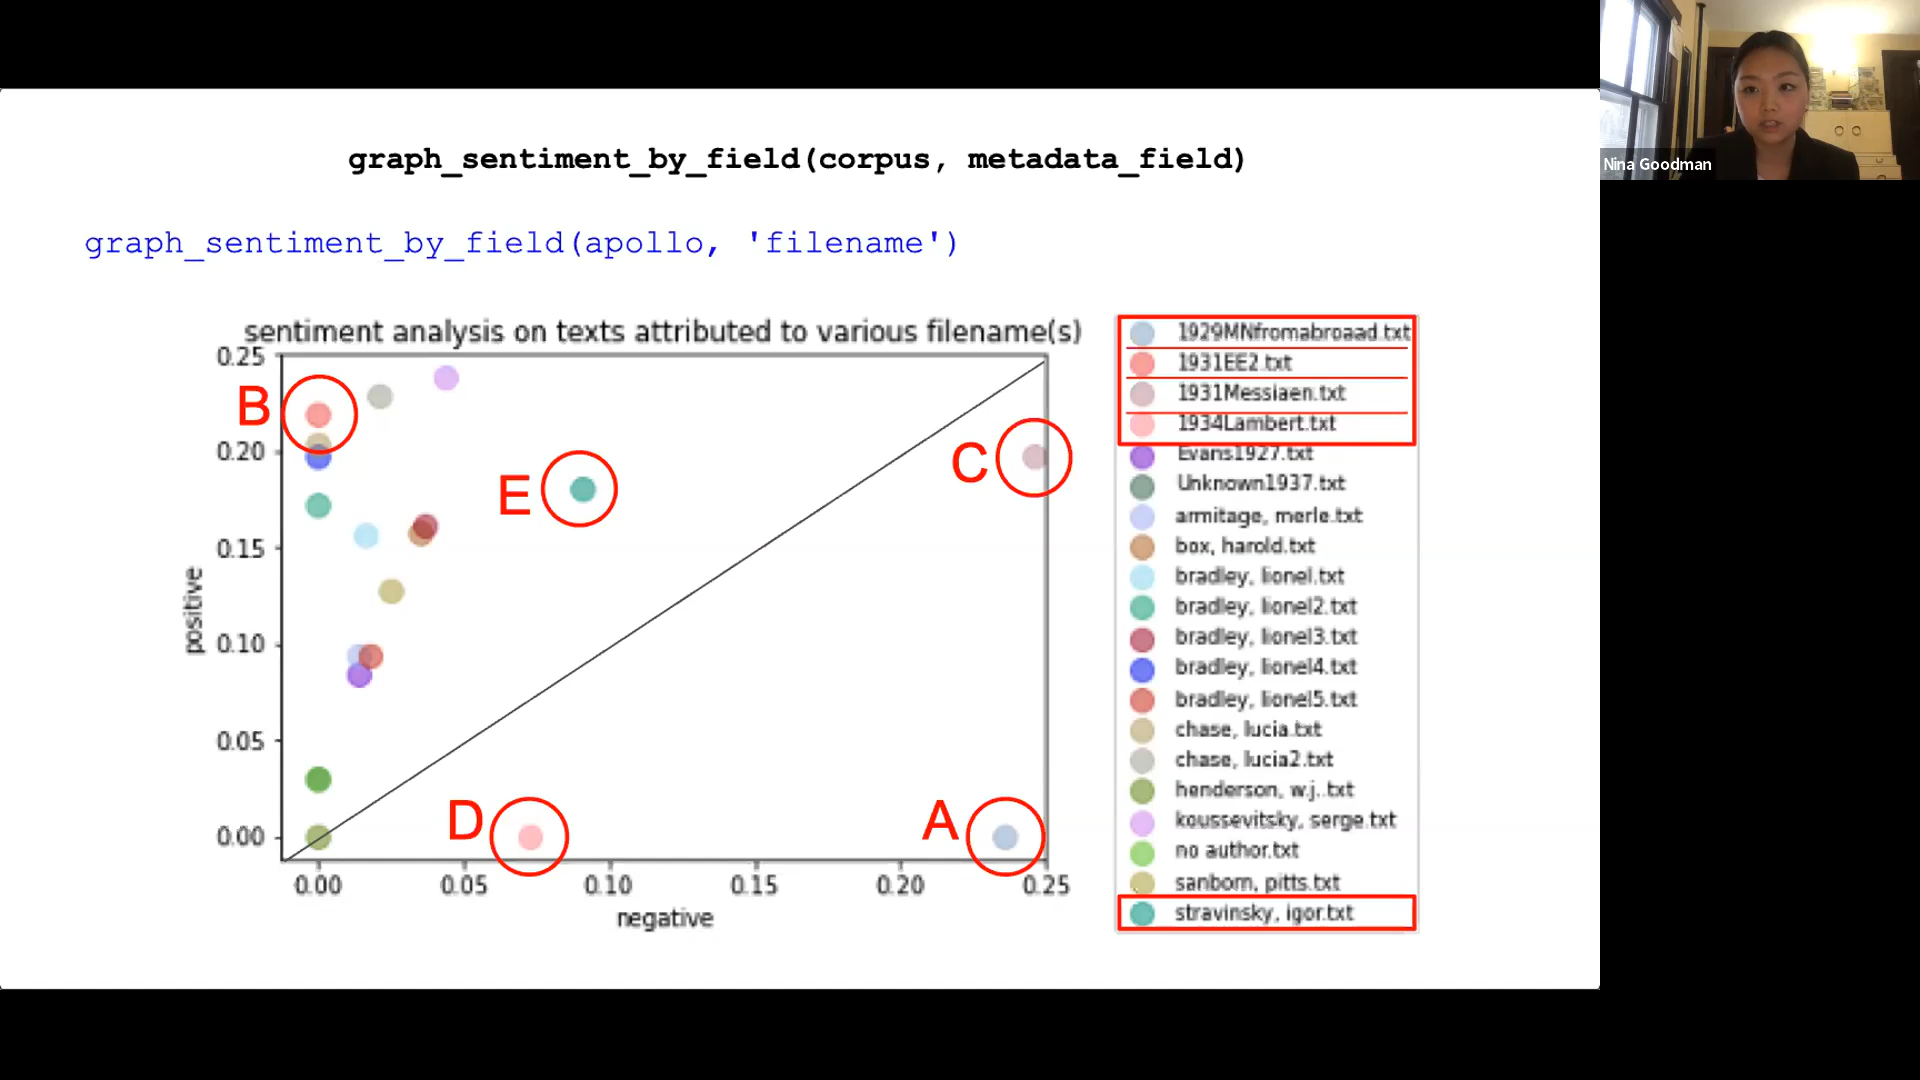 graph_sentiment_by_field(corpus, metadata_field)
Nina Goodman
graph_sentiment_by_field(apollo, 'filename')
sentiment analysis on texts attributed to various filename(s)
0.25
0.20
0.15
0.10
0.05
0.00
positive
0.00 0.05 0.10 0.15 0.20 0.25
negative
B
E
C
D
A
1929MNfromabroaad.txt
1931EE2.txt
1931Messiaen.txt
1934Lambert.txt
Evans1927.txt
Unknown1937.txt
armitage, merle.txt
box, harold.txt
bradley, lionel.txt
bradley, lionel2.txt
bradley, lionel3.txt
bradley, lionel4.txt
bradley, lionel5.txt
chase, lucia.txt
chase, lucia2.txt
henderson, w.j..txt
koussevitsky, serge.txt
no author.txt
sanborn, pitts.txt
stravinsky, igor.txt